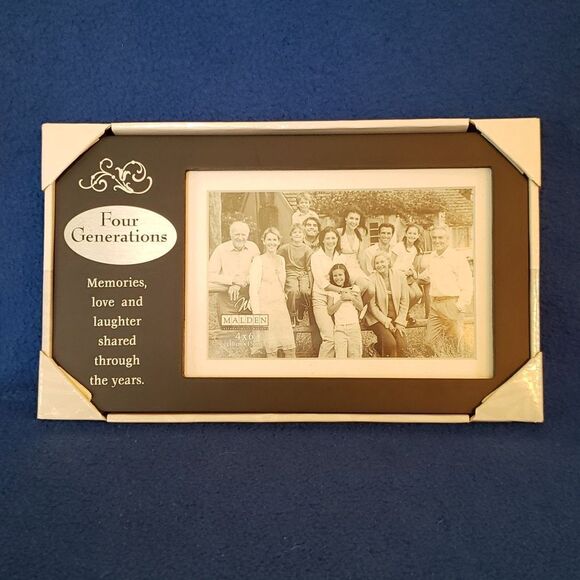 Four
Generations
Memories,
love and
laughter
shared
through
the years.
MALDEN
4x6